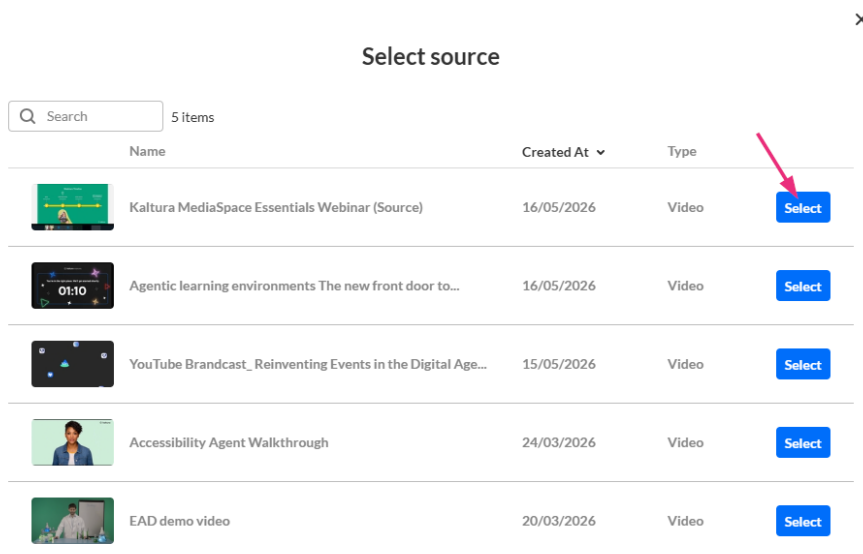 Select source
Search
5 items
Name Created At Type
Kaltura MediaSpace Essentials Webinar (Source) 16/05/2026 Video Select
01:10
Agentic learning environments The new front door to... 16/05/2026 Video Select
YouTube Brandcast_ Reinventing Events in the Digital Age... 15/05/2026 Video Select
Accessibility Agent Walkthrough 24/03/2026 Video Select
EAD demo video 20/03/2026 Video Select